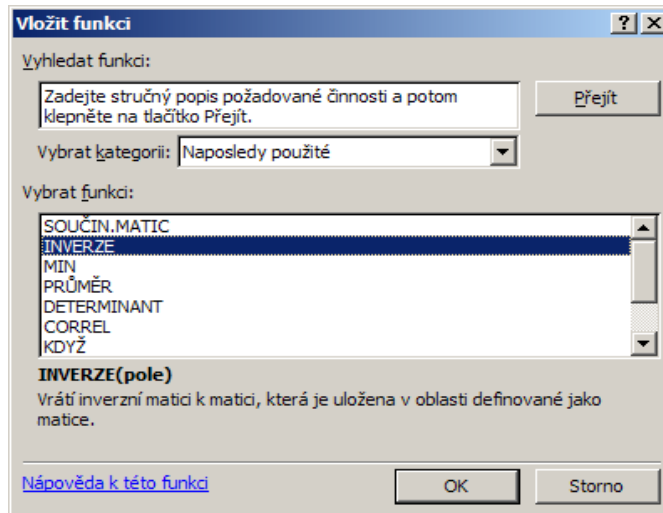 Vložit funkci
Vyhledat funkci:
Zadejte stručný popis požadované činnosti a potom
klepněte na tlačítko Přejít.
Přejít
Vybrat kategorii: Naposledy použité
Vybrat funkci:
SOUČIN.MATIC
INVERZE
MIN
PRŮMĚR
DETERMINANT
CORREL
KDYŽ
INVERZE(pole)
Vrátí inverzní matici k matici, která je uložena v oblasti definované jako
matice.
Nápověda k této funkci
OK
Storno